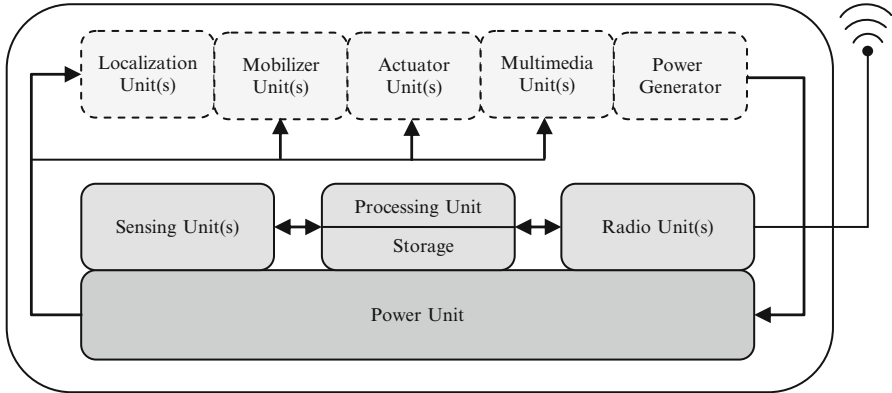 Localization
Unit(s)
Mobilizer
Unit(s)
Actuator
Unit(s)
Multimedia
Unit(s)
Power
Generator
Sensing Unit(s)
Processing Unit
Storage
Radio Unit(s)
Power Unit